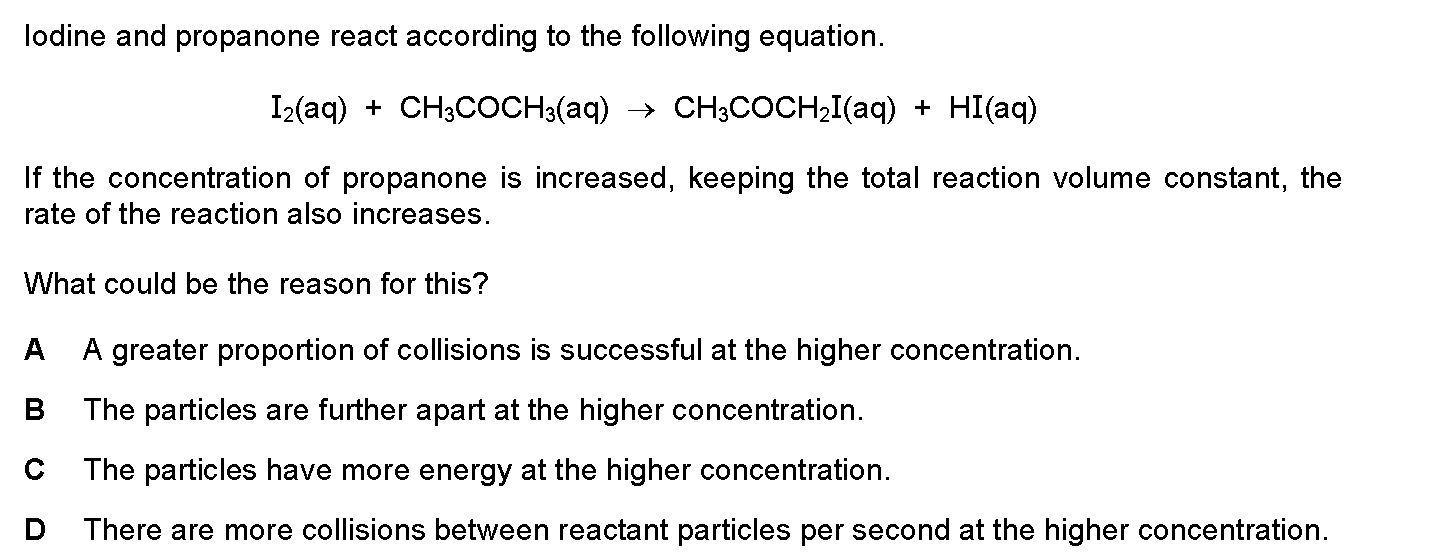 Iodine and propanone react according to the following equation.
I₂(aq) + CH₃COCH₃(aq) → CH₃COCH₂I(aq) + HI(aq)
If the concentration of propanone is increased, keeping the total reaction volume constant, the
rate of the reaction also increases.
What could be the reason for this?
A A greater proportion of collisions is successful at the higher concentration.
B The particles are further apart at the higher concentration.
C The particles have more energy at the higher concentration.
D There are more collisions between reactant particles per second at the higher concentration.